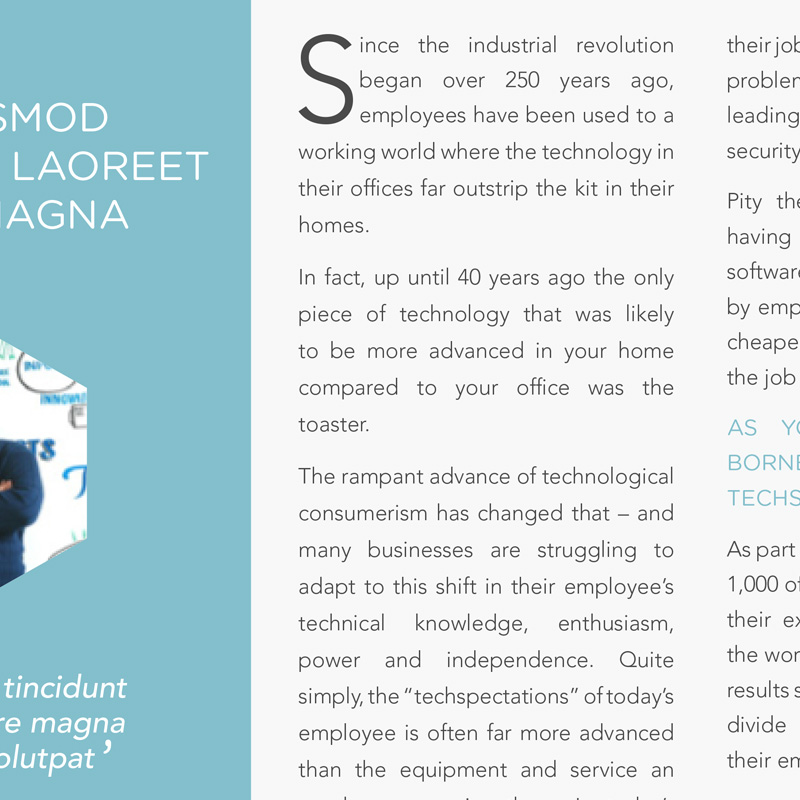 SMOD
LAOREET
MAGNA
tincidunt
magna
’
Since the industrial revolution
began over 250 years ago,
employees have been used to a
working world where the technology in
their offices far outstrip the kit in their
homes.
In fact, up until 40 years ago the only
piece of technology that was likely
to be more advanced in your home
compared to your office was the
toaster.
The rampant advance of technological
consumerism has changed that – and
many businesses are struggling to
adapt to this shift in their employee’s
technical knowledge, enthusiasm,
power and independence. Quite
simply, the “techspectations” of today’s
employee is often far more advanced
than the equipment and service an
their job
problem
leading
security
Pity the
having
software
by emp
cheape
the job
AS YO
BORNE
TECHS
As part
1,000 of
their ex
the wor
results s
divide
their em